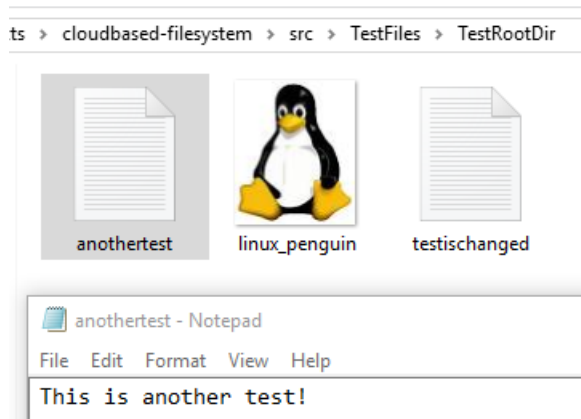 ts > cloudbased-filesystem > src > TestFiles > TestRootDir
anothertest linux_penguin testischanged
anothertest - Notepad
File Edit Format View Help
This is another test!